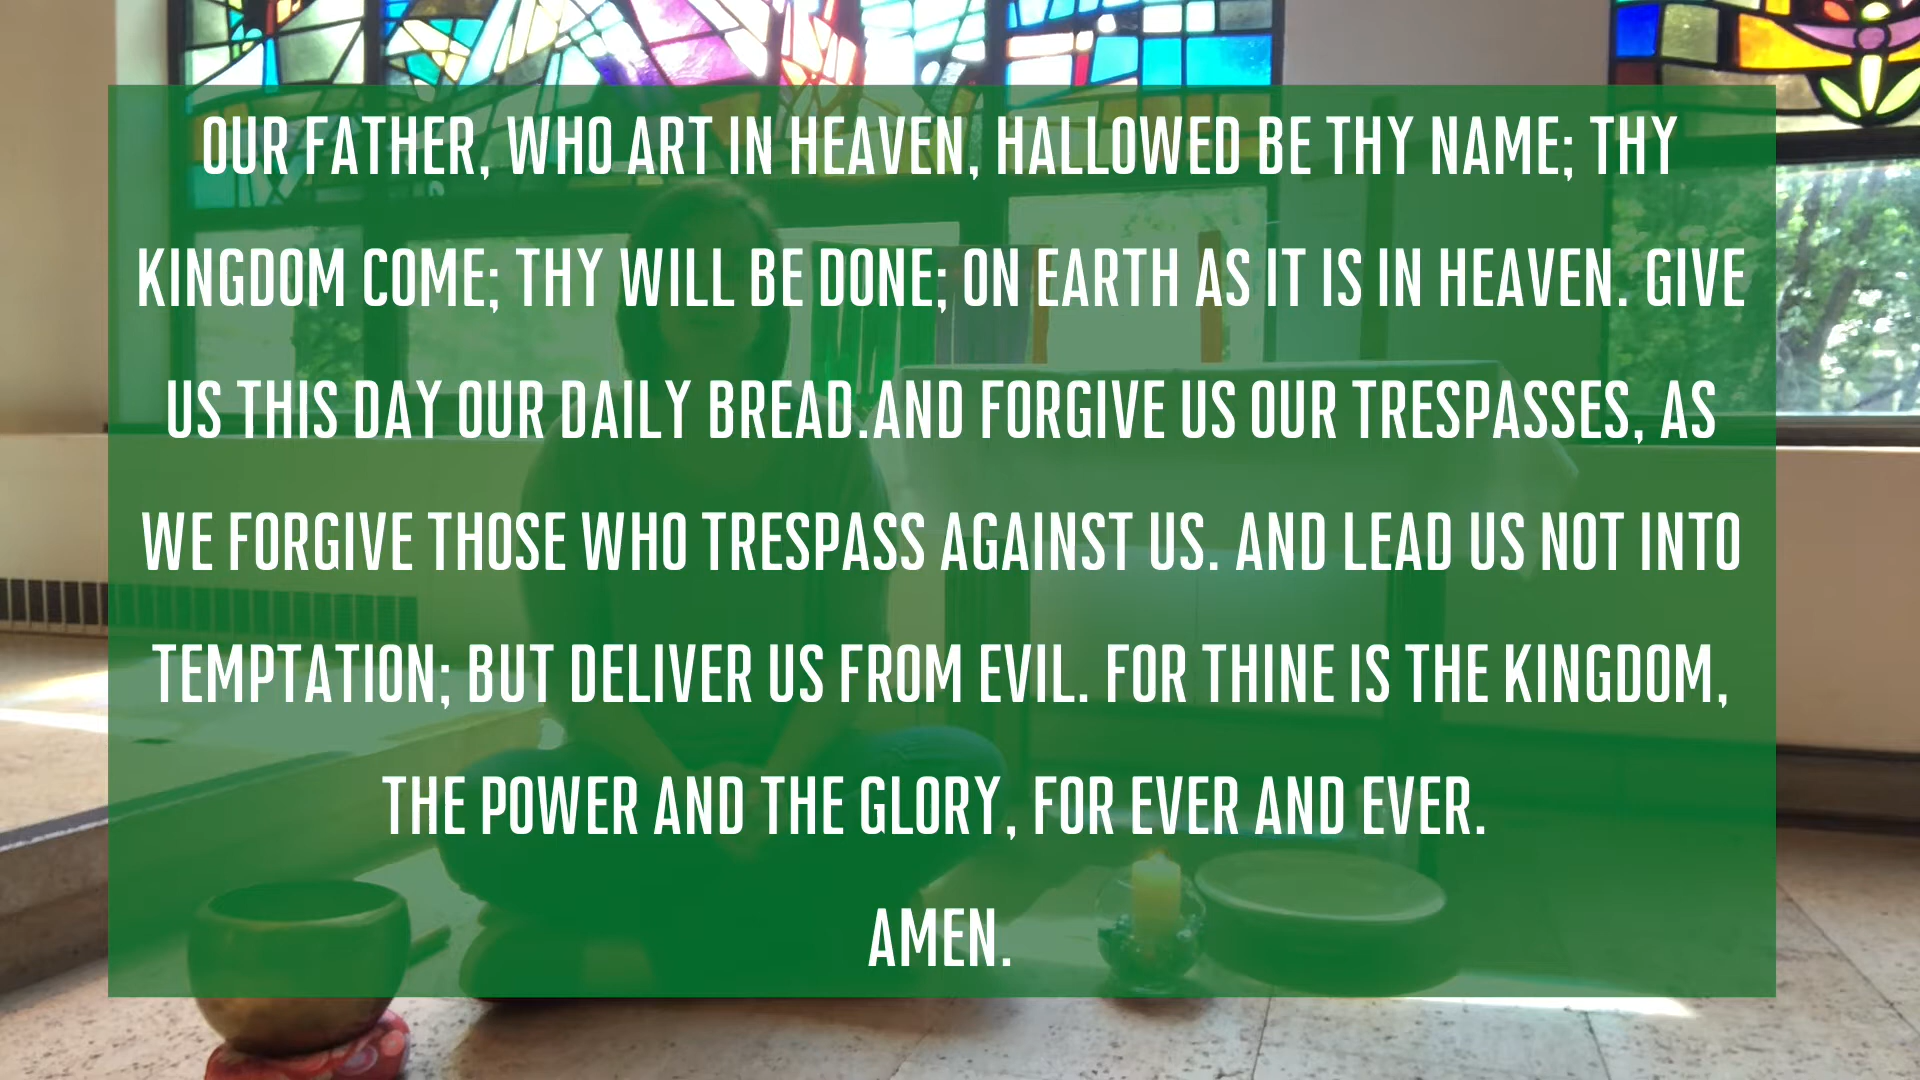 OUR FATHER, WHO ART IN HEAVEN, HALLOWED BE THY NAME; THY
KINGDOM COME; THY WILL BE DONE; ON EARTH AS IT IS IN HEAVEN. GIVE
US THIS DAY OUR DAILY BREAD.AND FORGIVE US OUR TRESPASSES, AS
WE FORGIVE THOSE WHO TRESPASS AGAINST US. AND LEAD US NOT INTO
TEMPTATION; BUT DELIVER US FROM EVIL. FOR THINE IS THE KINGDOM,
THE POWER AND THE GLORY, FOR EVER AND EVER.
AMEN.